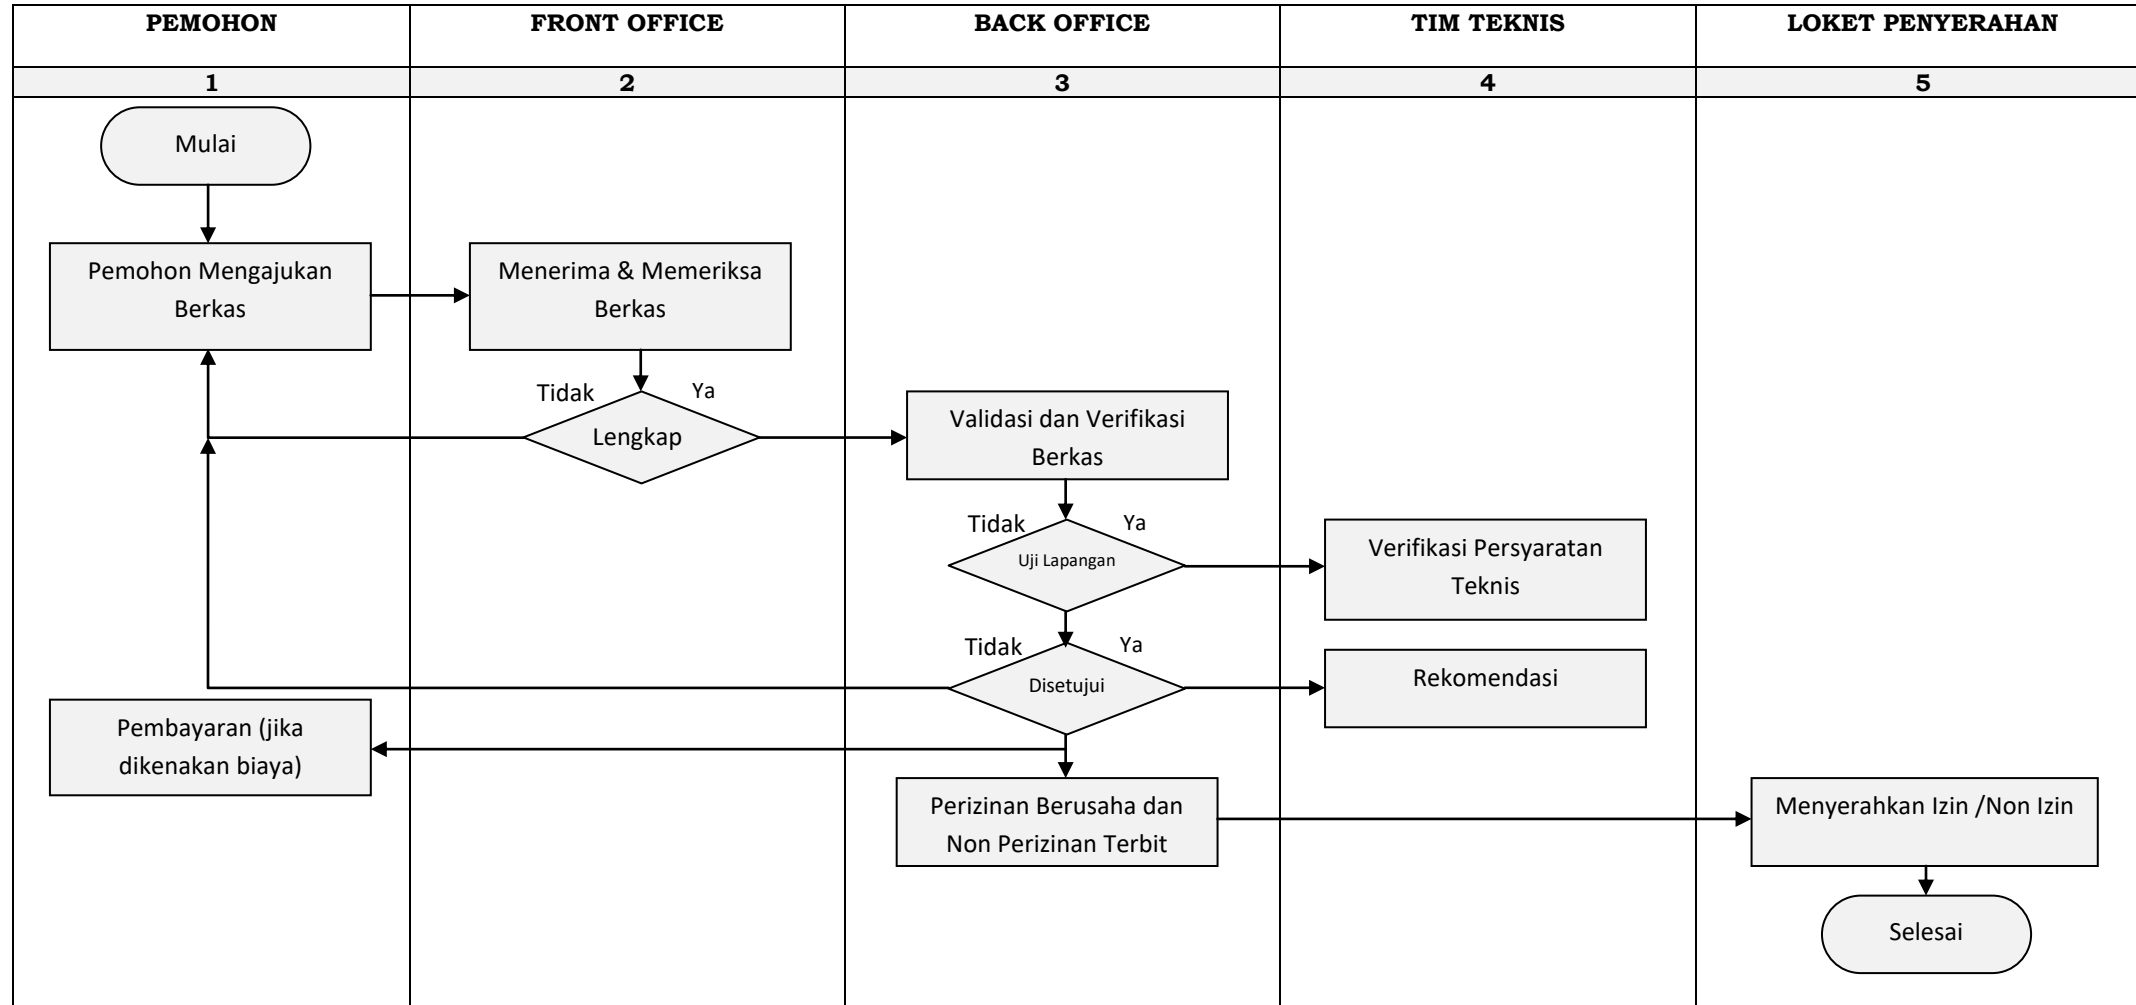 PEMOHON
FRONT OFFICE
BACK OFFICE
TIM TEKNIS
LOKET PENYERAHAN
1
2
3
4
5
Mulai
Pemohon Mengajukan
Berkas
Menerima & Memeriksa
Berkas
Tidak
Ya
Lengkap
Validasi dan Verifikasi
Berkas
Tidak
Ya
Uji Lapangan
Verifikasi Persyaratan
Teknis
Tidak
Ya
Disetujui
Rekomendasi
Pembayaran (jika
dikenakan biaya)
Perizinan Berusaha dan
Non Perizinan Terbit
Menyerahkan Izin /Non Izin
Selesai